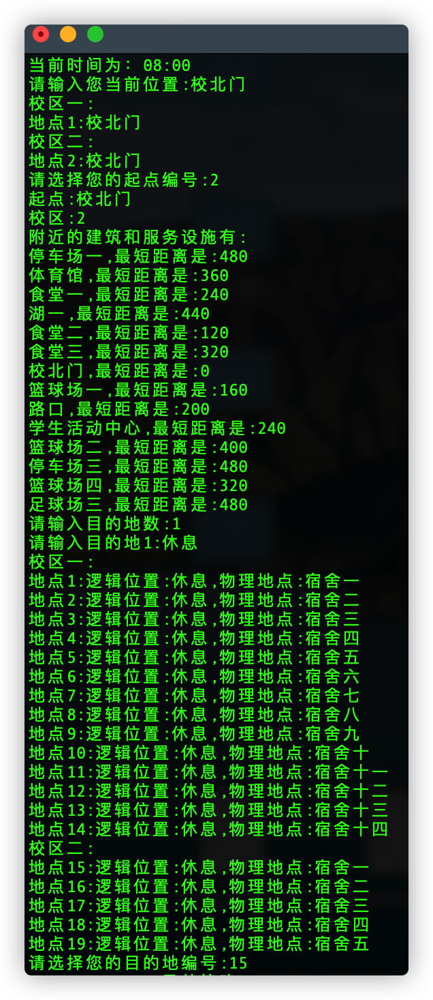 当前时间为: 08:00
请输入您当前位置:校北门
校区一:
地点1:校北门
校区二:
地点2:校北门
请选择您的起点编号:2
起点:校北门
校区:2
附近的建筑和服务设施有:
停车场一,最短距离是:480
体育馆,最短距离是:360
食堂一,最短距离是:240
湖一,最短距离是:440
食堂二,最短距离是:120
食堂三,最短距离是:320
校北门,最短距离是:0
篮球场一,最短距离是:160
路口,最短距离是:200
学生活动中心,最短距离是:240
篮球场二,最短距离是:400
停车场三,最短距离是:480
篮球场四,最短距离是:320
足球场三,最短距离是:480
请输入目的地数:1
请输入目的地1:休息
校区一:
地点1:逻辑位置:休息,物理地点:宿舍一
地点2:逻辑位置:休息,物理地点:宿舍二
地点3:逻辑位置:休息,物理地点:宿舍三
地点4:逻辑位置:休息,物理地点:宿舍四
地点5:逻辑位置:休息,物理地点:宿舍五
地点6:逻辑位置:休息,物理地点:宿舍六
地点7:逻辑位置:休息,物理地点:宿舍七
地点8:逻辑位置:休息,物理地点:宿舍八
地点9:逻辑位置:休息,物理地点:宿舍九
地点10:逻辑位置:休息,物理地点:宿舍十
地点11:逻辑位置:休息,物理地点:宿舍十一
地点12:逻辑位置:休息,物理地点:宿舍十二
地点13:逻辑位置:休息,物理地点:宿舍十三
地点14:逻辑位置:休息,物理地点:宿舍十四
校区二:
地点15:逻辑位置:休息,物理地点:宿舍一
地点16:逻辑位置:休息,物理地点:宿舍二
地点17:逻辑位置:休息,物理地点:宿舍三
地点18:逻辑位置:休息,物理地点:宿舍四
地点19:逻辑位置:休息,物理地点:宿舍五
请选择您的目的地编号:15